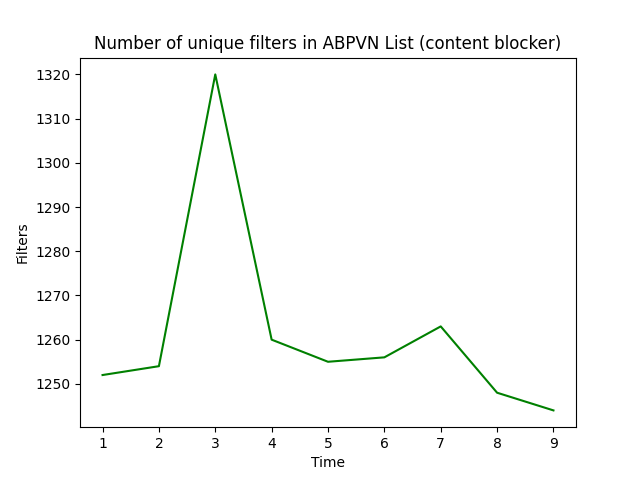 Number of unique filters in ABPVN List (content blocker)
1320
1310
1300
1290
1280
1270
1260
1250
Filters
1 2 3 4 5 6 7 8 9
Time